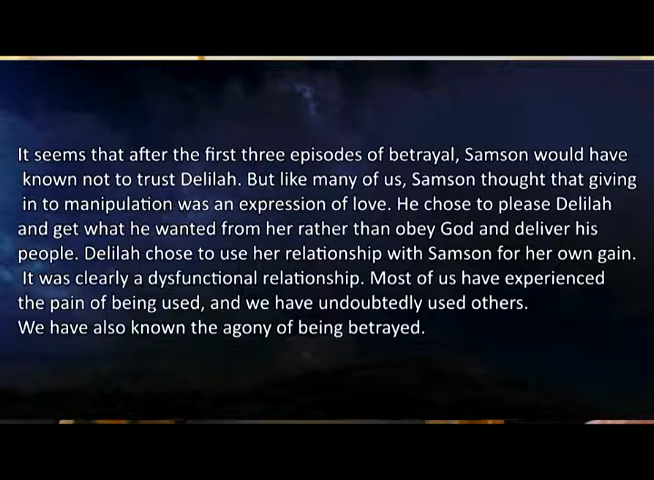 It seems that after the first three episodes of betrayal, Samson would have
known not to trust Delilah. But like many of us, Samson thought that giving
in to manipulation was an expression of love. He chose to please Delilah
and get what he wanted from her rather than obey God and deliver his
people. Delilah chose to use her relationship with Samson for her own gain.
It was clearly a dysfunctional relationship. Most of us have experienced
the pain of being used, and we have undoubtedly used others.
We have also known the agony of being betrayed.